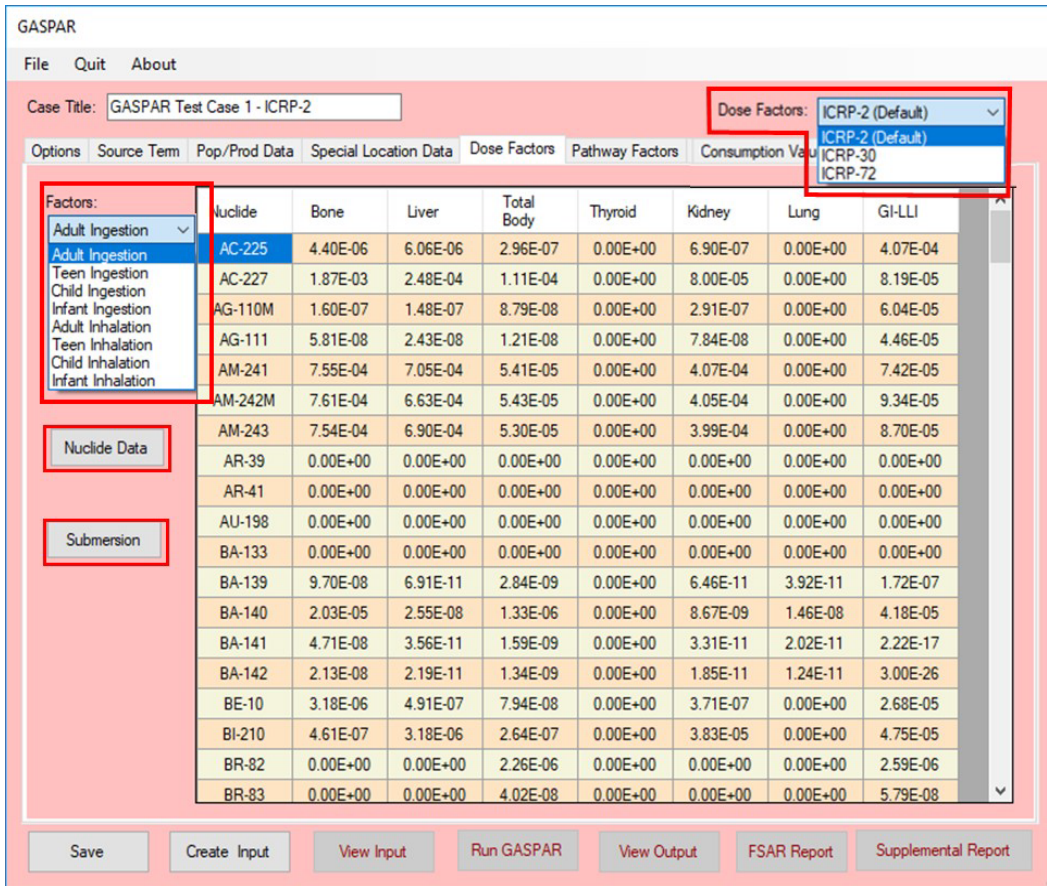 GASPAR
File Quit About
Case Title: GASPAR Test Case 1 - ICRP-2
Dose Factors: ICRP-2 (Default)
ICRP-2 (Default)
ICRP-30
ICRP-72
Options Source Term Pop/Prod Data Special Location Data Dose Factors Pathway Factors Consumption Valu
Factors:
Adult Ingestion
Adult Ingestion
Teen Ingestion
Child Ingestion
Infant Ingestion
Adult Inhalation
Teen Inhalation
Child Inhalation
Infant Inhalation
Nuclide Data
Submersion
Nuclide Bone Liver Total Body Thyroid Kidney Lung GI-LLI
AC-225 4.40E-06 6.06E-06 2.96E-07 0.00E+00 6.90E-07 0.00E+00 4.07E-04
AC-227 1.87E-03 2.48E-04 1.11E-04 0.00E+00 8.00E-05 0.00E+00 8.19E-05
AG-110M 1.60E-07 1.48E-07 8.79E-08 0.00E+00 2.91E-07 0.00E+00 6.04E-05
AG-111 5.81E-08 2.43E-08 1.21E-08 0.00E+00 7.84E-08 0.00E+00 4.46E-05
AM-241 7.55E-04 7.05E-04 5.41E-05 0.00E+00 4.07E-04 0.00E+00 7.42E-05
AM-242M 7.61E-04 6.63E-04 5.43E-05 0.00E+00 4.05E-04 0.00E+00 9.34E-05
AM-243 7.54E-04 6.90E-04 5.30E-05 0.00E+00 3.99E-04 0.00E+00 8.70E-05
AR-39 0.00E+00 0.00E+00 0.00E+00 0.00E+00 0.00E+00 0.00E+00 0.00E+00
AR-41 0.00E+00 0.00E+00 0.00E+00 0.00E+00 0.00E+00 0.00E+00 0.00E+00
AU-198 0.00E+00 0.00E+00 0.00E+00 0.00E+00 0.00E+00 0.00E+00 0.00E+00
BA-133 0.00E+00 0.00E+00 0.00E+00 0.00E+00 0.00E+00 0.00E+00 0.00E+00
BA-139 9.70E-08 6.91E-11 2.84E-09 0.00E+00 6.46E-11 3.92E-11 1.72E-07
BA-140 2.03E-05 2.55E-08 1.33E-06 0.00E+00 8.67E-09 1.46E-08 4.18E-05
BA-141 4.71E-08 3.56E-11 1.59E-09 0.00E+00 3.31E-11 2.02E-11 2.22E-17
BA-142 2.13E-08 2.19E-11 1.34E-09 0.00E+00 1.85E-11 1.24E-11 3.00E-26
BE-10 3.18E-06 4.91E-07 7.94E-08 0.00E+00 3.71E-07 0.00E+00 2.68E-05
BI-210 4.61E-07 3.18E-06 2.64E-07 0.00E+00 3.83E-05 0.00E+00 4.75E-05
BR-82 0.00E+00 0.00E+00 2.26E-06 0.00E+00 0.00E+00 0.00E+00 2.59E-06
BR-83 0.00E+00 0.00E+00 4.02E-08 0.00E+00 0.00E+00 0.00E+00 5.79E-08
Save Create Input View Input Run GASPAR View Output FSAR Report Supplemental Report